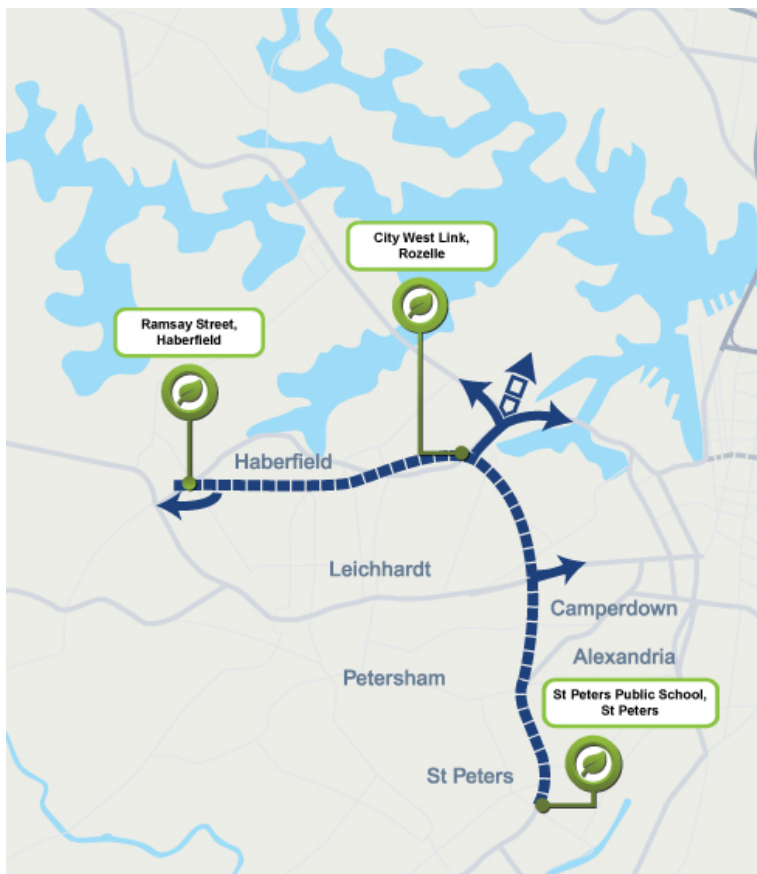 City West Link,
Rozelle
Ramsay Street,
Haberfield
Haberfield
Leichhardt
Camperdown
Alexandria
Petersham
St Peters Public School,
St Peters
St Peters